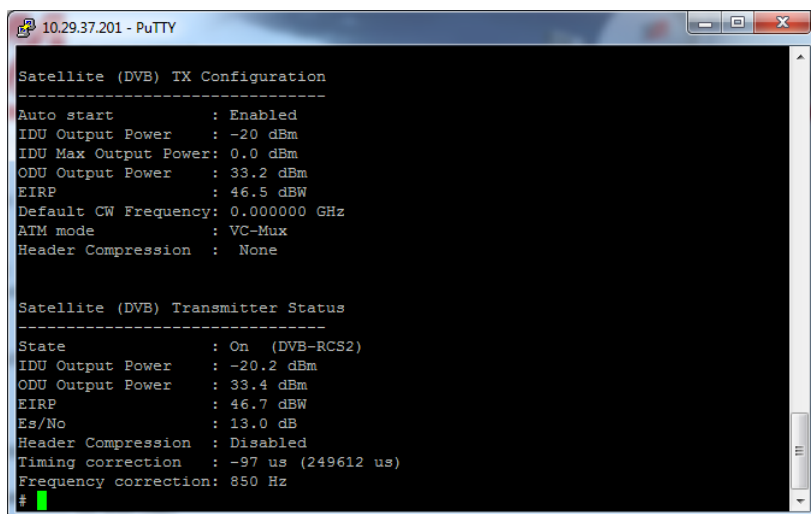 10.29.37.201 - PuTTY
Satellite (DVB) TX Configuration
--------------------------------
Auto start           : Enabled
IDU Output Power     : -20 dBm
IDU Max Output Power: 0.0 dBm
ODU Output Power     : 33.2 dBm
EIRP                 : 46.5 dBW
Default CW Frequency: 0.000000 GHz
ATM mode             : VC-Mux
Header Compression  :  None
Satellite (DVB) Transmitter Status
--------------------------------
State                : On  (DVB-RCS2)
IDU Output Power     : -20.2 dBm
ODU Output Power     : 33.4 dBm
EIRP                 : 46.7 dBW
Es/No                : 13.0 dB
Header Compression  : Disabled
Timing correction    : -97 us (249612 us)
Frequency correction: 850 Hz
#